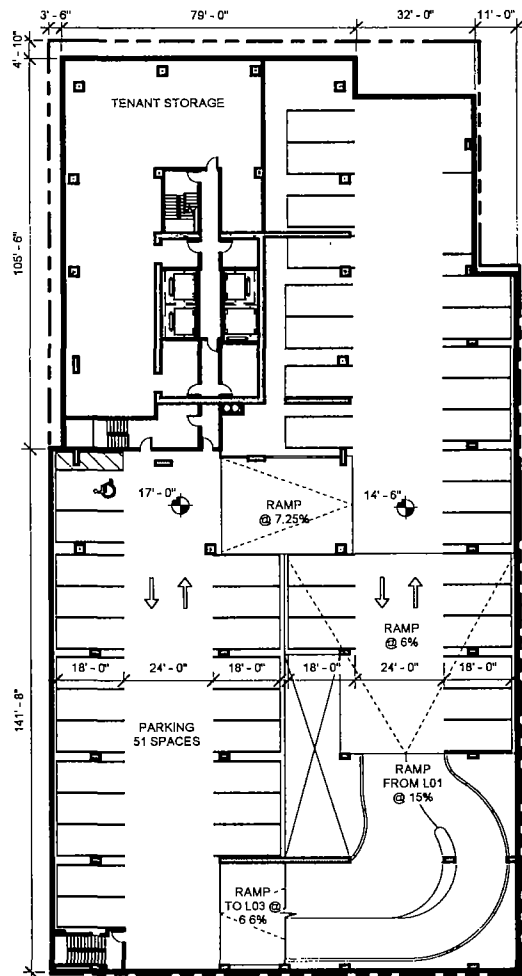 3' - 6"
79' - 0"
32' - 0"
11' - 0"
4' - 10"
TENANT STORAGE
105' - 6"
17' - 0"
RAMP
@ 7.25%
14' - 6"
RAMP
@ 6%
18' - 0"
24' - 0"
18' - 0"
18' - 0"
24' - 0"
18' - 0"
141' - 8"
PARKING
51 SPACES
RAMP
FROM L01
@ 15%
RAMP
TO L03 @
6 6%